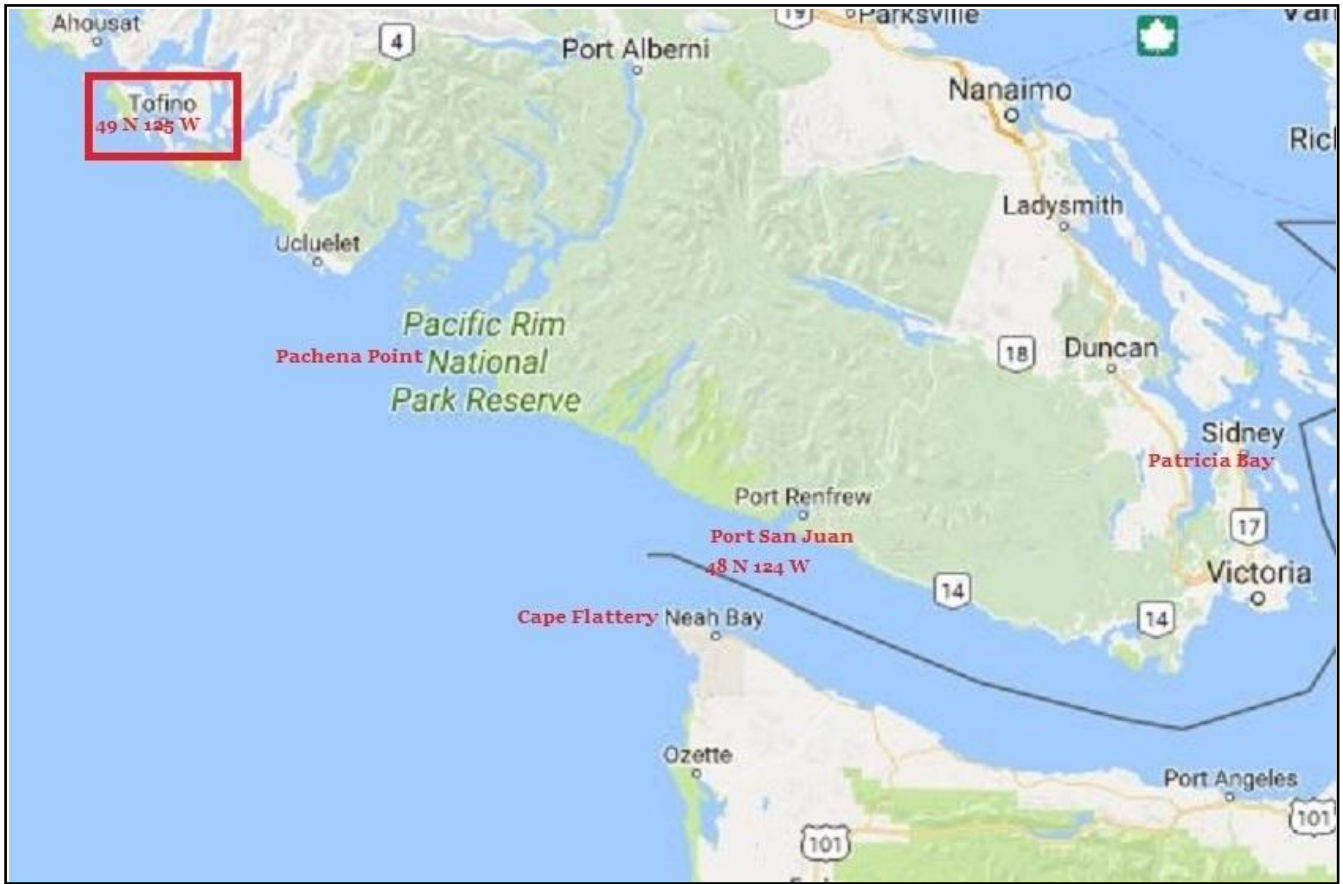 Ahousat
4
Port Alberni
19
Parksville
Tofino
49 N 125 W
Nanaimo
Ladysmith
Ucluelet
Pacific Rim
Pachena Point
National
Park Reserve
18
Duncan
Sidney
Patricia Bay
Port Renfrew
Port San Juan
48 N 124 W
17
Victoria
14
14
Cape Flattery
Neah Bay
Ozette
Port Angeles
101
101